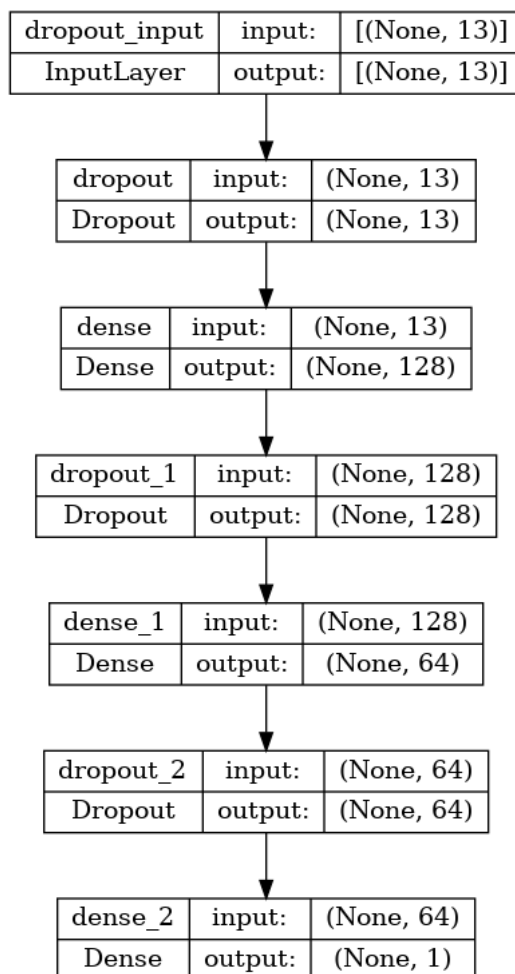 dropout_input input: [(None, 13)]
InputLayer output: [(None, 13)]
dropout input: (None, 13)
Dropout output: (None, 13)
dense input: (None, 13)
Dense output: (None, 128)
dropout_1 input: (None, 128)
Dropout output: (None, 128)
dense_1 input: (None, 128)
Dense output: (None, 64)
dropout_2 input: (None, 64)
Dropout output: (None, 64)
dense_2 input: (None, 64)
Dense output: (None, 1)